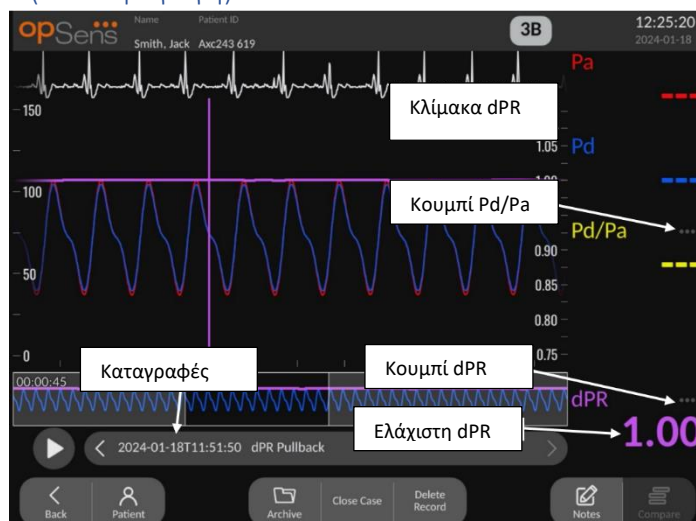 opSens
Name
Patient ID
Smith, Jack
Axc243 619
3B
12:25:20
2024-01-18
Pa
Κλίμακα dPR
150
1.05
Pd
100
Κουμπί Pd/Pa
Pd/Pa
0.90
50
0.85
0.80
0
0.75
Καταγραφές
Κουμπί dPR
00:00:45
dPR
Ελάχιστη dPR
1.00
2024-01-18T11:51:50 dPR Pullback
Back
Patient
Archive
Close Case
Delete
Record
Notes
Compare